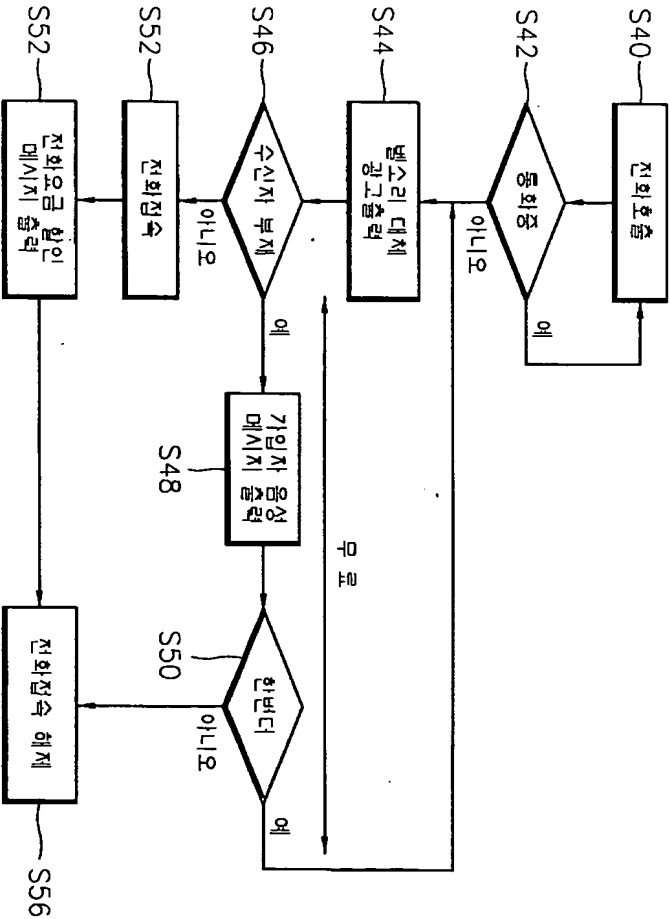 S40
전화호출
S42
통화중
예
아니오
S44
벨소리 대체
광고출력
S46
수신자 부재
예
아니오
S48
가입자 음성
메시지 출력
무료
S50
한번더
예
아니오
S52
전화접속
S52
전화요금 할인
메시지 출력
전화접속 해제
S56